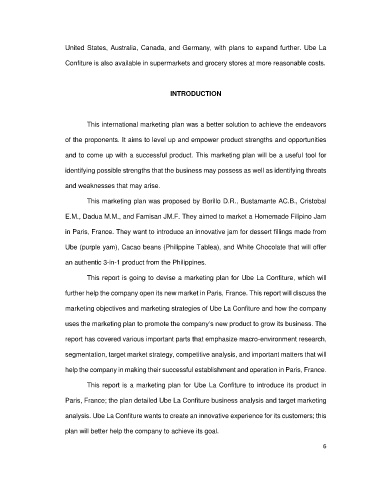 United States, Australia, Canada, and Germany, with plans to expand further. Ube La
Confiture is also available in supermarkets and grocery stores at more reasonable costs.
INTRODUCTION
This international marketing plan was a better solution to achieve the endeavors
of the proponents. It aims to level up and empower product strengths and opportunities
and to come up with a successful product. This marketing plan will be a useful tool for
identifying possible strengths that the business may possess as well as identifying threats
and weaknesses that may arise.
This marketing plan was proposed by Borillo D.R., Bustamante AC.B., Cristobal
E.M., Dadua M.M., and Famisan JM.F. They aimed to market a Homemade Filipino Jam
in Paris, France. They want to introduce an innovative jam for dessert fillings made from
Ube (purple yam), Cacao beans (Philippine Tablea), and White Chocolate that will offer
an authentic 3-in-1 product from the Philippines.
This report is going to devise a marketing plan for Ube La Confiture, which will
further help the company open its new market in Paris, France. This report will discuss the
marketing objectives and marketing strategies of Ube La Confiture and how the company
uses the marketing plan to promote the company's new product to grow its business. The
report has covered various important parts that emphasize macro-environment research,
segmentation, target market strategy, competitive analysis, and important matters that will
help the company in making their successful establishment and operation in Paris, France.
This report is a marketing plan for Ube La Confiture to introduce its product in
Paris, France; the plan detailed Ube La Confiture business analysis and target marketing
analysis. Ube La Confiture wants to create an innovative experience for its customers; this
plan will better help the company to achieve its goal.
6